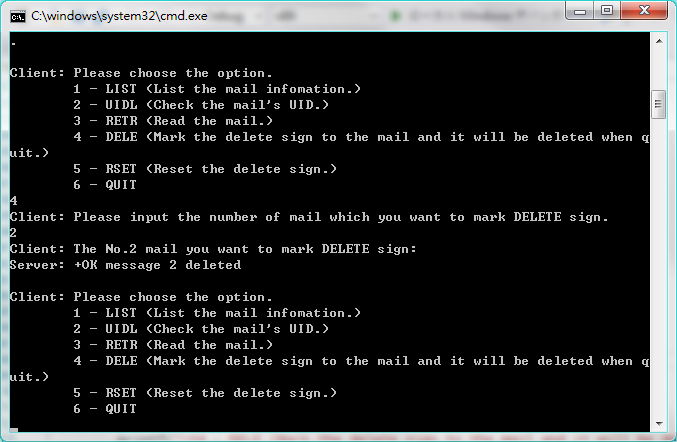 C:\windows\system32\cmd.exe
.
Client: Please choose the option.
1 - LIST (List the mail infomation.)
2 - UIDL (Check the mail's UID.)
3 - RETR (Read the mail.)
4 - DELE (Mark the delete sign to the mail and it will be deleted when q
uit.)
5 - RSET (Reset the delete sign.)
6 - QUIT
4
Client: Please input the number of mail which you want to mark DELETE sign.
2
Client: The No.2 mail you want to mark DELETE sign:
Server: +OK message 2 deleted
Client: Please choose the option.
1 - LIST (List the mail infomation.)
2 - UIDL (Check the mail's UID.)
3 - RETR (Read the mail.)
4 - DELE (Mark the delete sign to the mail and it will be deleted when q
uit.)
5 - RSET (Reset the delete sign.)
6 - QUIT